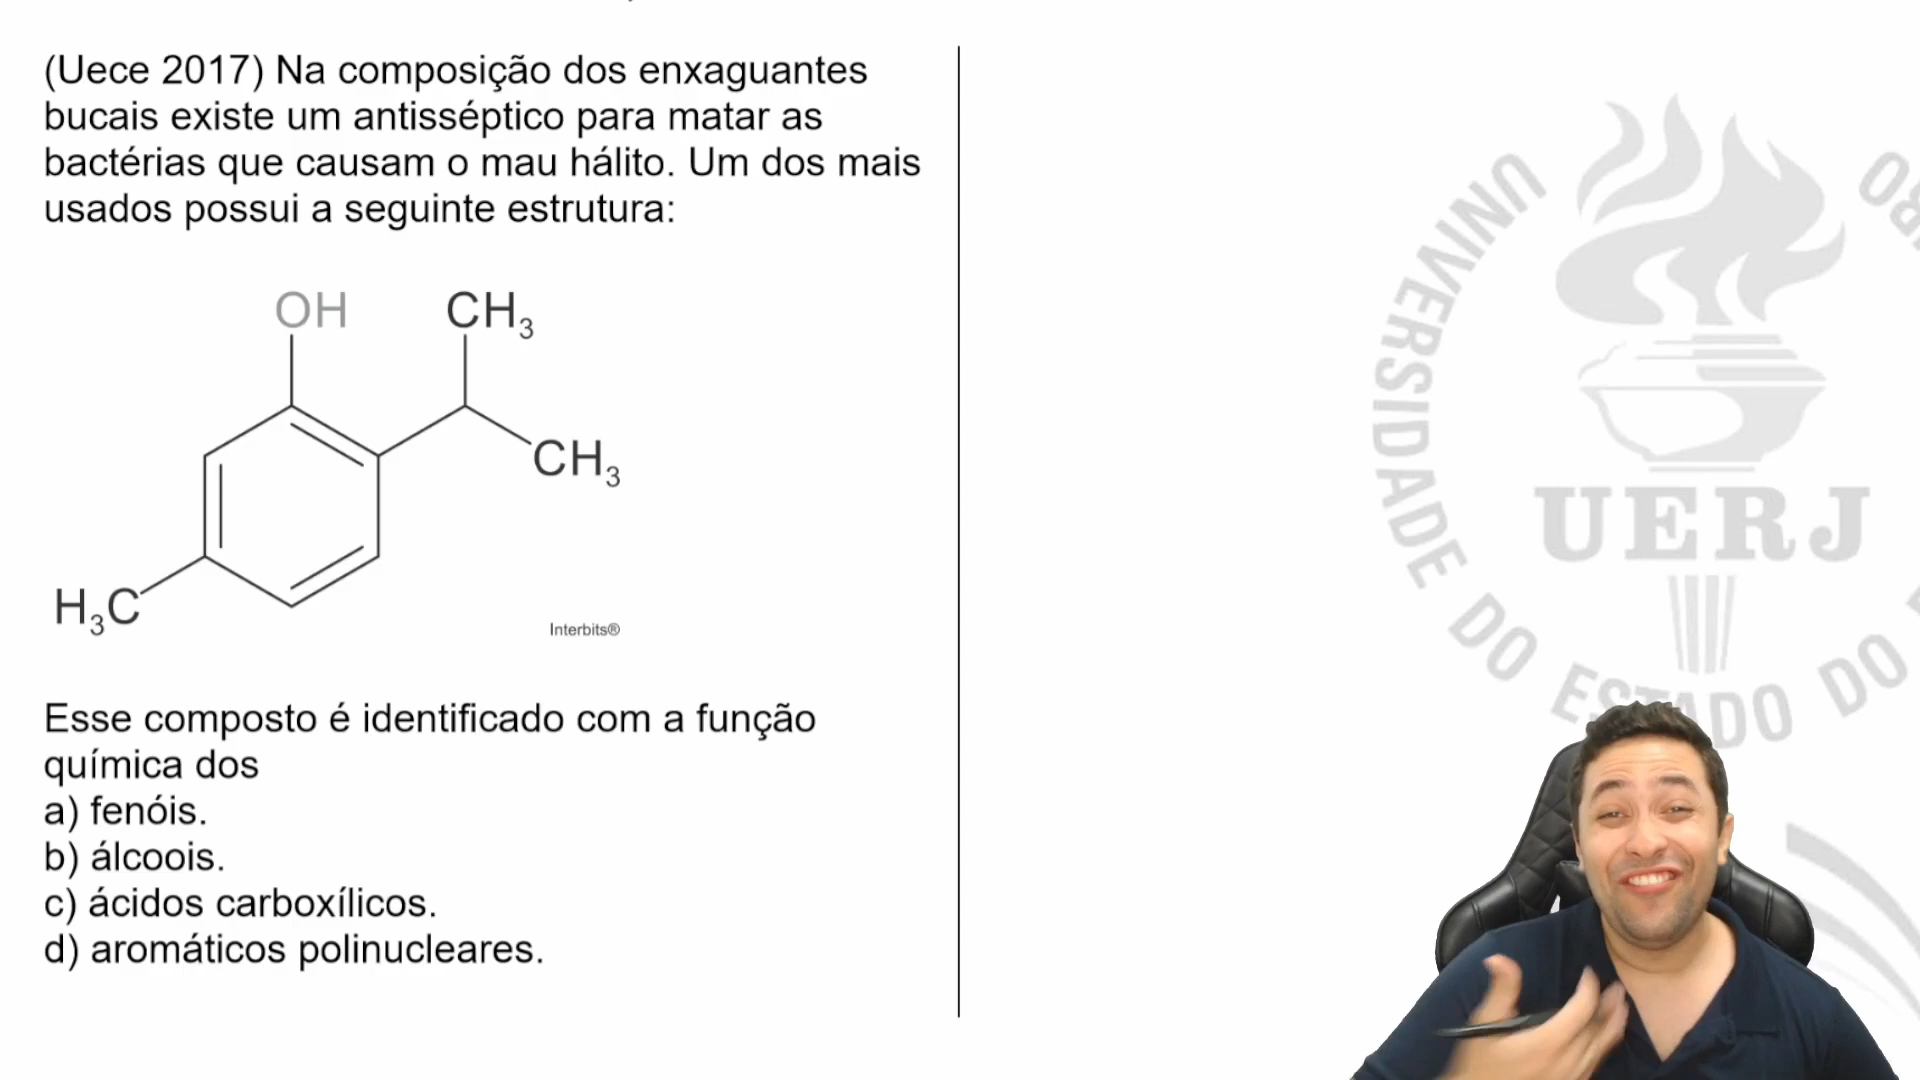 (Uece 2017) Na composição dos enxaguantes
bucais existe um antisséptico para matar as
bactérias que causam o mau hálito. Um dos mais
usados possui a seguinte estrutura:
OH
CH3
CH3
H3C
Interbits®
Esse composto é identificado com a função
química dos
a) fenóis.
b) álcoois.
c) ácidos carboxílicos.
d) aromáticos polinucleares.
UNIVERSIDADE DO ESTADO DO
UERJ